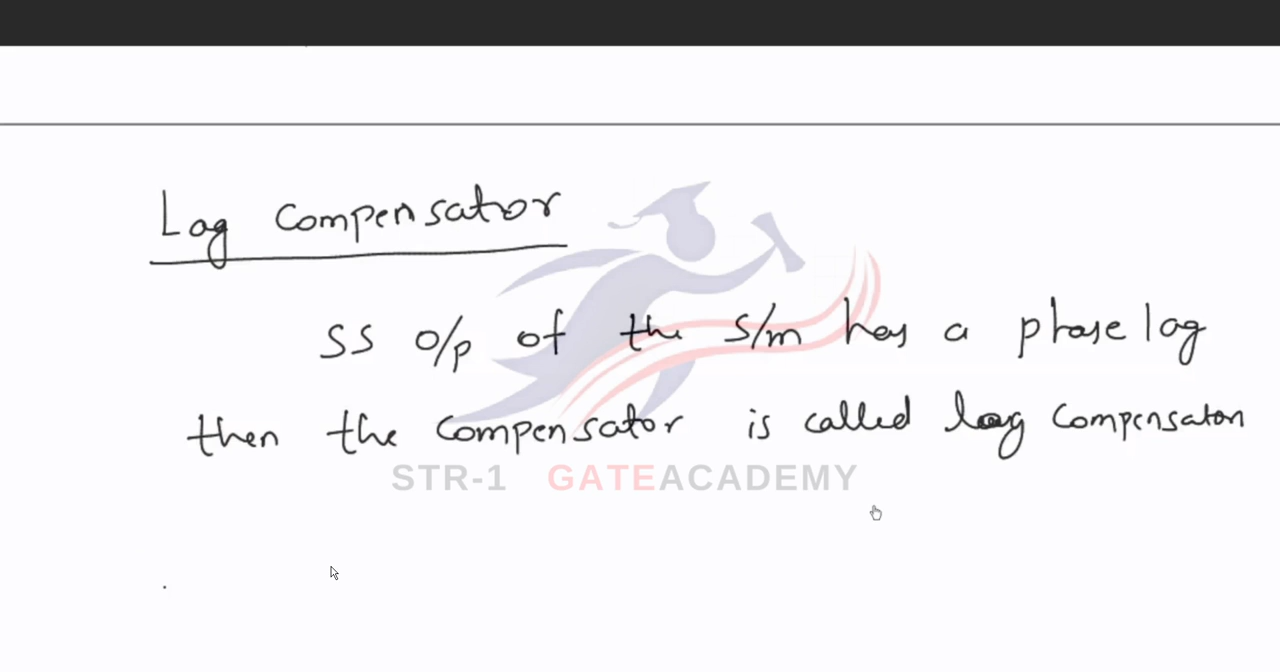 Lag Compensator
SS o/p of the s/m has a phase lag
then the compensator is called lag compensator
STR-1 GATEACADEMY